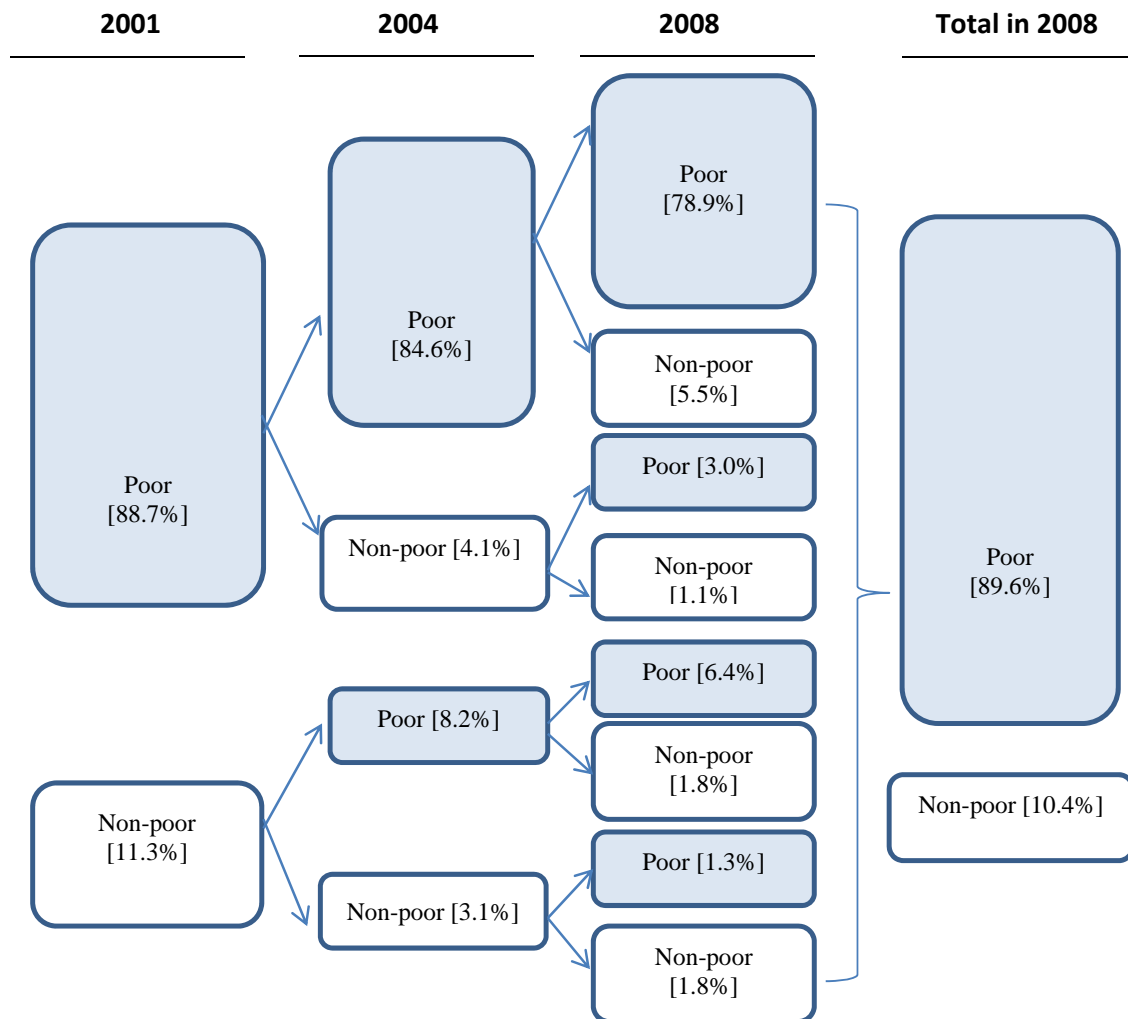 2001
2004
2008
Total in 2008
Poor
[88.7%]
Non-poor
[11.3%]
Poor
[84.6%]
Non-poor [4.1%]
Poor [8.2%]
Non-poor [3.1%]
Poor
[78.9%]
Non-poor
[5.5%]
Poor [3.0%]
Non-poor
[1.1%]
Poor [6.4%]
Non-poor
[1.8%]
Poor [1.3%]
Non-poor
[1.8%]
Poor
[89.6%]
Non-poor [10.4%]